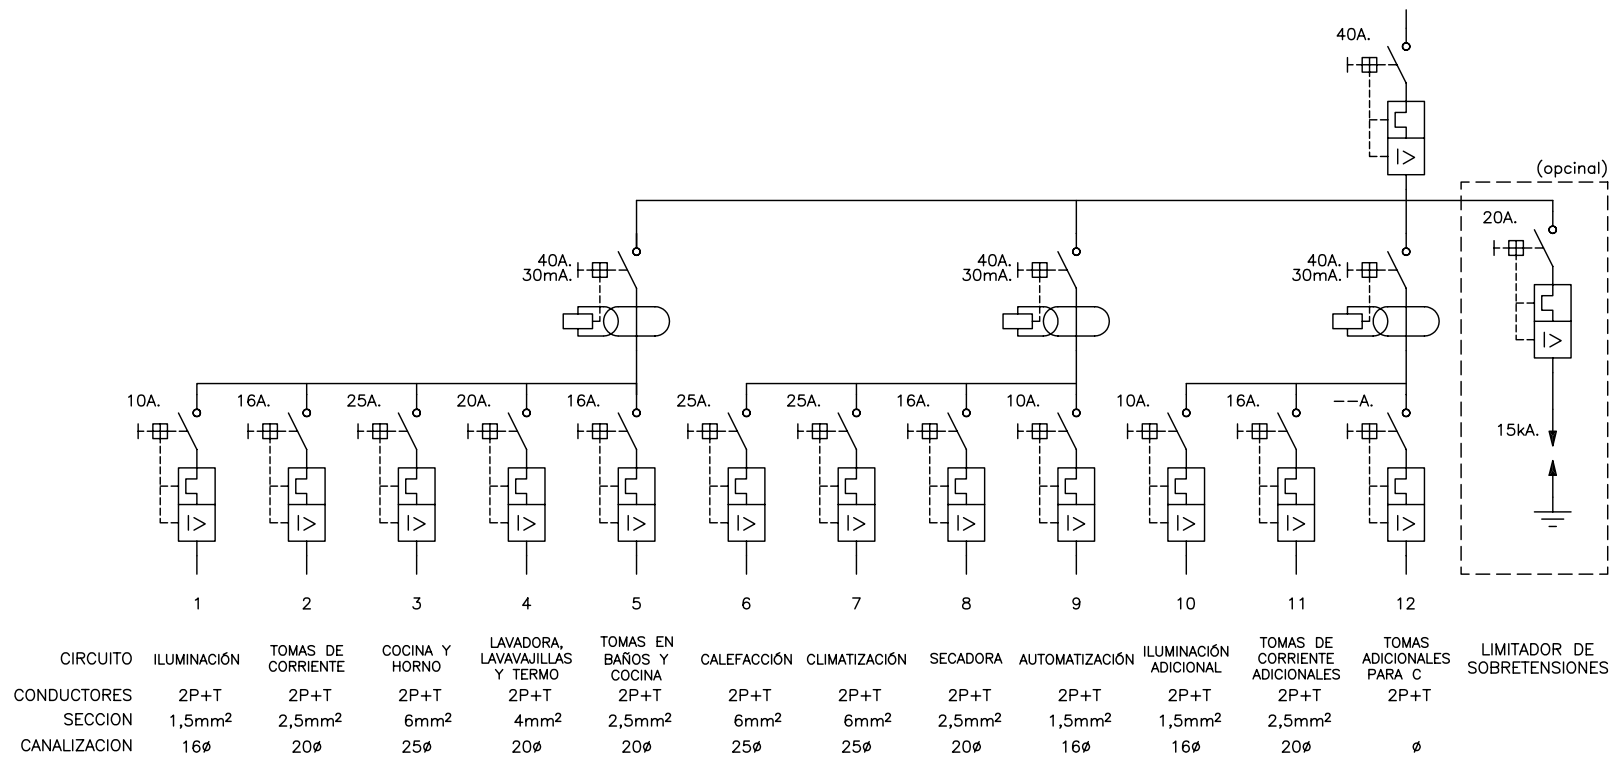 40A.
(opcinal)
20A.
40A.
30mA.
40A.
30mA.
40A.
30mA.
10A.
16A.
25A.
20A.
16A.
25A.
25A.
16A.
10A.
10A.
16A.
--A.
15kA.
I> I> I> I> I> I> I> I> I> I> I> I> I> I>
1 2 3 4 5 6 7 8 9 10 11 12
CIRCUITO
ILUMINACIÓN
TOMAS DE
CORRIENTE
COCINA Y
HORNO
LAVADORA,
LAVAVAJILLAS
Y TERMO
TOMAS EN
BAÑOS Y
COCINA
CALEFACCIÓN
CLIMATIZACIÓN
SECADORA
AUTOMATIZACIÓN
ILUMINACIÓN
ADICIONAL
TOMAS DE
CORRIENTE
ADICIONALES
TOMAS
ADICIONALES
PARA C
LIMITADOR DE
SOBRETENSIONES
CONDUCTORES 2P+T 2P+T 2P+T 2P+T 2P+T 2P+T 2P+T 2P+T 2P+T 2P+T 2P+T 2P+T
SECCION 1,5mm² 2,5mm² 6mm² 4mm² 2,5mm² 6mm² 6mm² 2,5mm² 1,5mm² 1,5mm² 2,5mm²
CANALIZACION 16ø 20ø 25ø 20ø 20ø 25ø 25ø 20ø 16ø 16ø 20ø ø